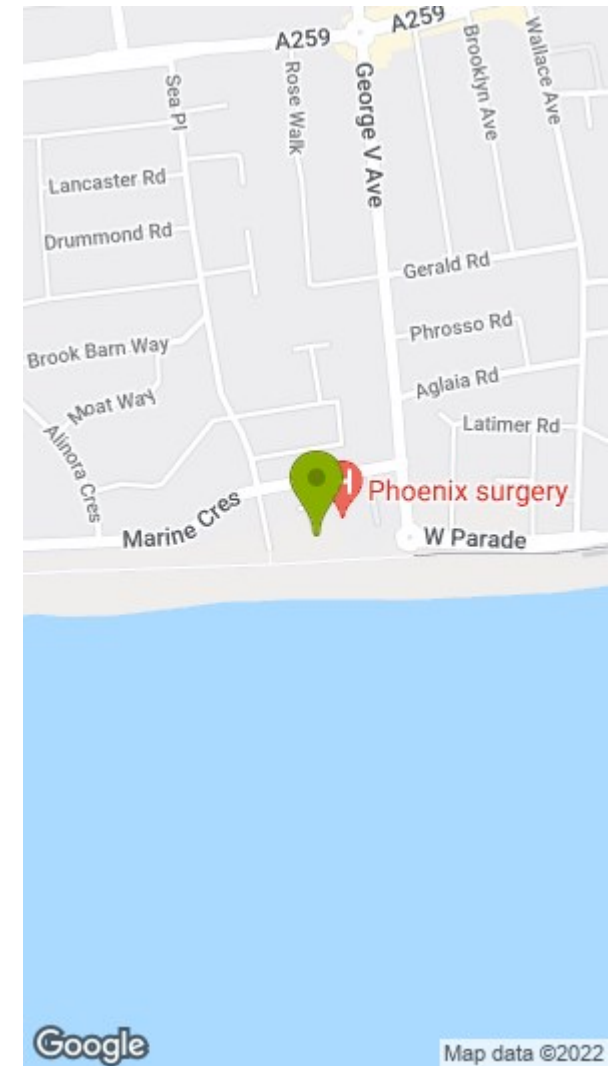 A259
A259
Sea Pl
Rose Walk
George V Ave
Brooklyn Ave
Wallace Ave
Lancaster Rd
Drummond Rd
Gerald Rd
Phrosso Rd
Brook Barn Way
Moat Way
Aglaia Rd
Alinora Cres
Latimer Rd
Marine Cres
H
Phoenix surgery
W Parade
Google
Map data ©2022